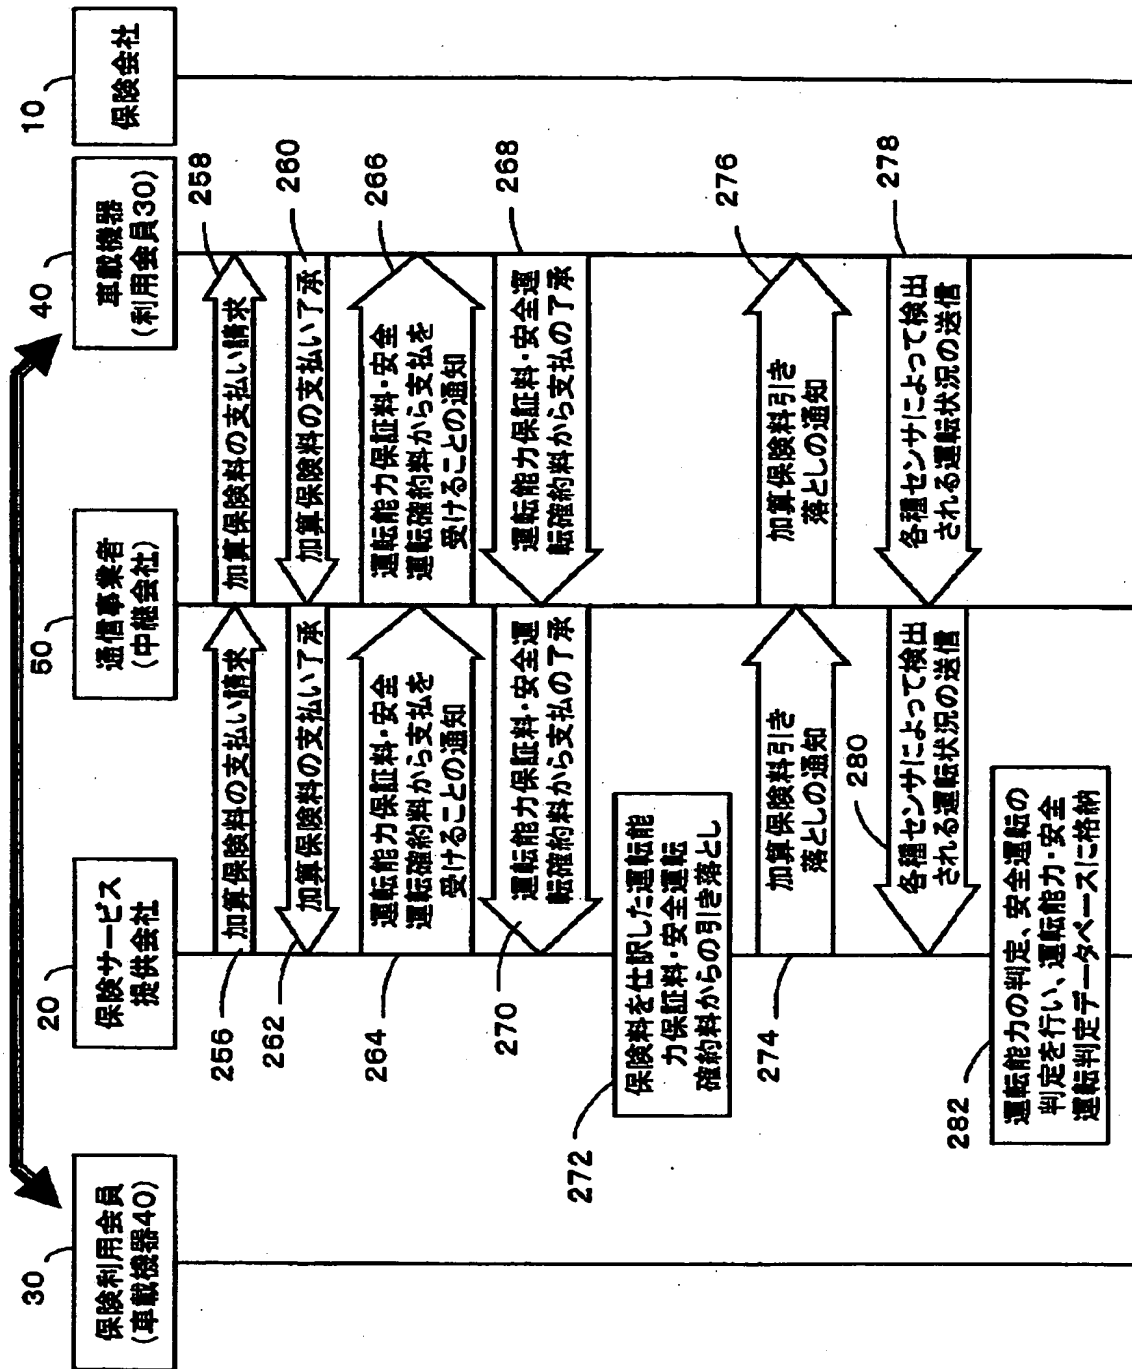 30
保険利用会員
(車載機器40)
20
保険サービス
提供会社
50
通信事業者
(中継会社)
40
車載機器
(利用会員30)
10
保険会社
256
加算保険料の支払い請求
加算保険料の支払い請求
258
262
加算保険料の支払い了承
加算保険料の支払い了承
260
264
運転能力保証料・安全
運転確約料から支払を
受けることの通知
運転能力保証料・安全
運転確約料から支払を
受けることの通知
266
270
運転能力保証料・安全運
転確約料から支払の了承
運転能力保証料・安全運
転確約料から支払の了承
268
272
保険料を仕訳した運転能
力保証料・安全運転
確約料からの引き落とし
274
加算保険料引き
落としの通知
加算保険料引き
落としの通知
276
280
各種センサによって検出
される運転状況の送信
各種センサによって検出
される運転状況の送信
278
282
運転能力の判定、安全運転の
判定を行い、運転能力・安全
運転判定データベースに格納